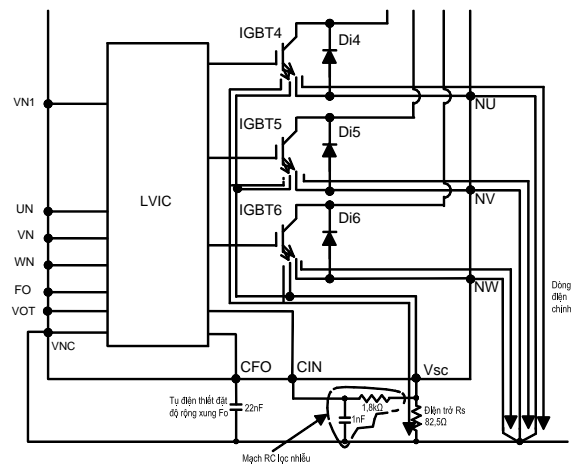 IGBT4
Di4
VN1
NU
IGBT5
Di5
LVIC
NV
UN
IGBT6
VN
Di6
WN
FO
NW
Dòng
điện
chính
VOT
VNC
CFO
CIN
Vsc
Tụ điện thiết đặt
độ rộng xung Fo
22nF
1,8kΩ
1nF
Điện trở Rs
82,5Ω
Mạch RC lọc nhiễu